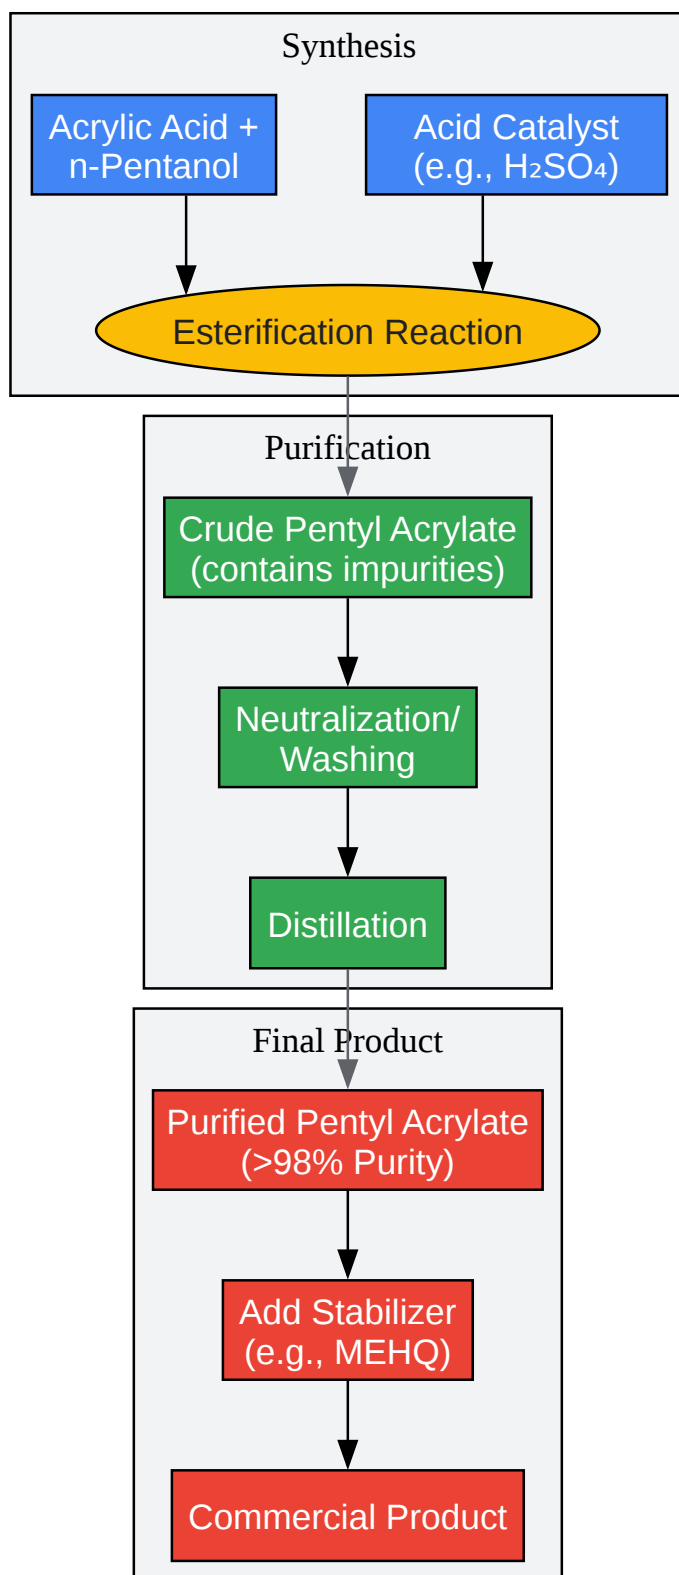 Synthesis
Acrylic Acid +
n-Pentanol
Acid Catalyst
(e.g., H₂SO₄)
Esterification Reaction
Purification
Crude Pentyl Acrylate
(contains impurities)
Neutralization/
Washing
Distillation
Final Product
Purified Pentyl Acrylate
(>98% Purity)
Add Stabilizer
(e.g., MEHQ)
Commercial Product